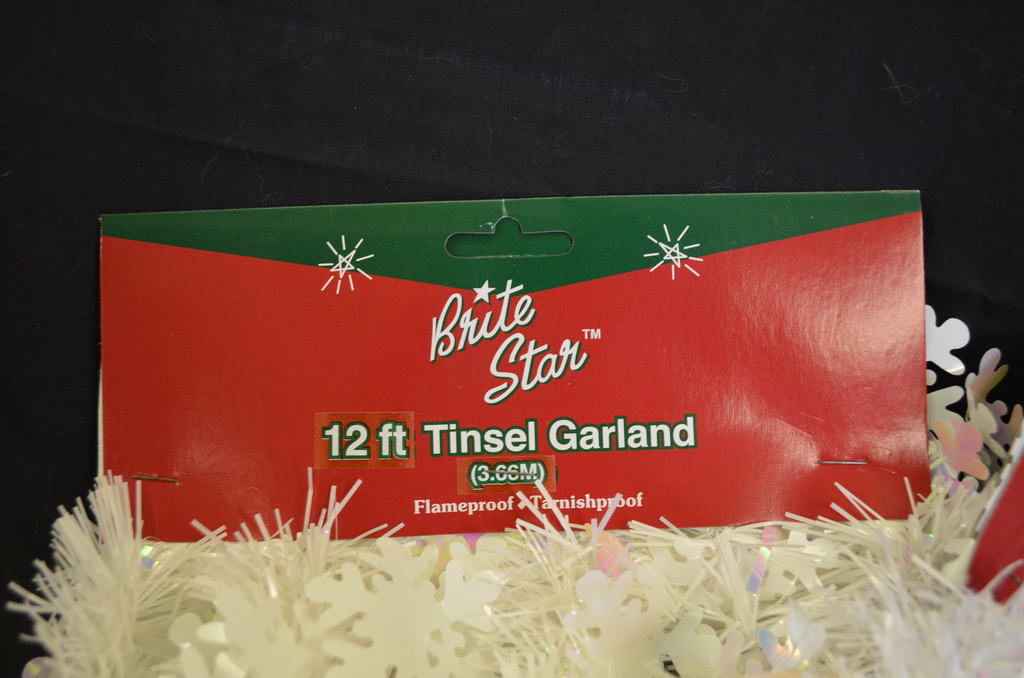 Brite
Star™
12 ft Tinsel Garland
(3.66M)
Flameproof • Tarnishproof